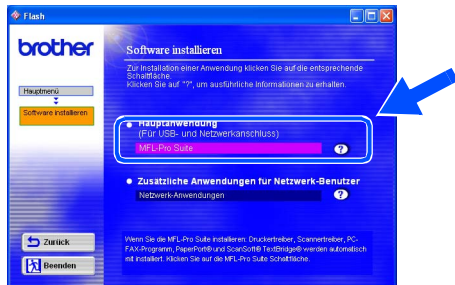 Flash
brother
Software installieren
Zur Installation einer Anwendung klicken Sie auf die entsprechende
Schaltfläche.
Klicken Sie auf "?", um ausführliche Informationen zu erhalten.
Hauptmenü
Software installieren
Hauptanwendung
(Für USB- und Netzwerkanschluss)
MFL-Pro Suite
?
Zusätzliche Anwendungen für Netzwerk-Benutzer
Netzwerk-Anwendungen
?
Zurück
Beenden
Wenn Sie die MFL-Pro Suite installieren: Druckertreiber, Scannertreiber, PC-
FAX-Programm, PaperPort® und ScanSoft® TextBridge® werden automatisch
mit installiert. Klicken Sie auf die MFL-Pro Suite Schaltfläche.